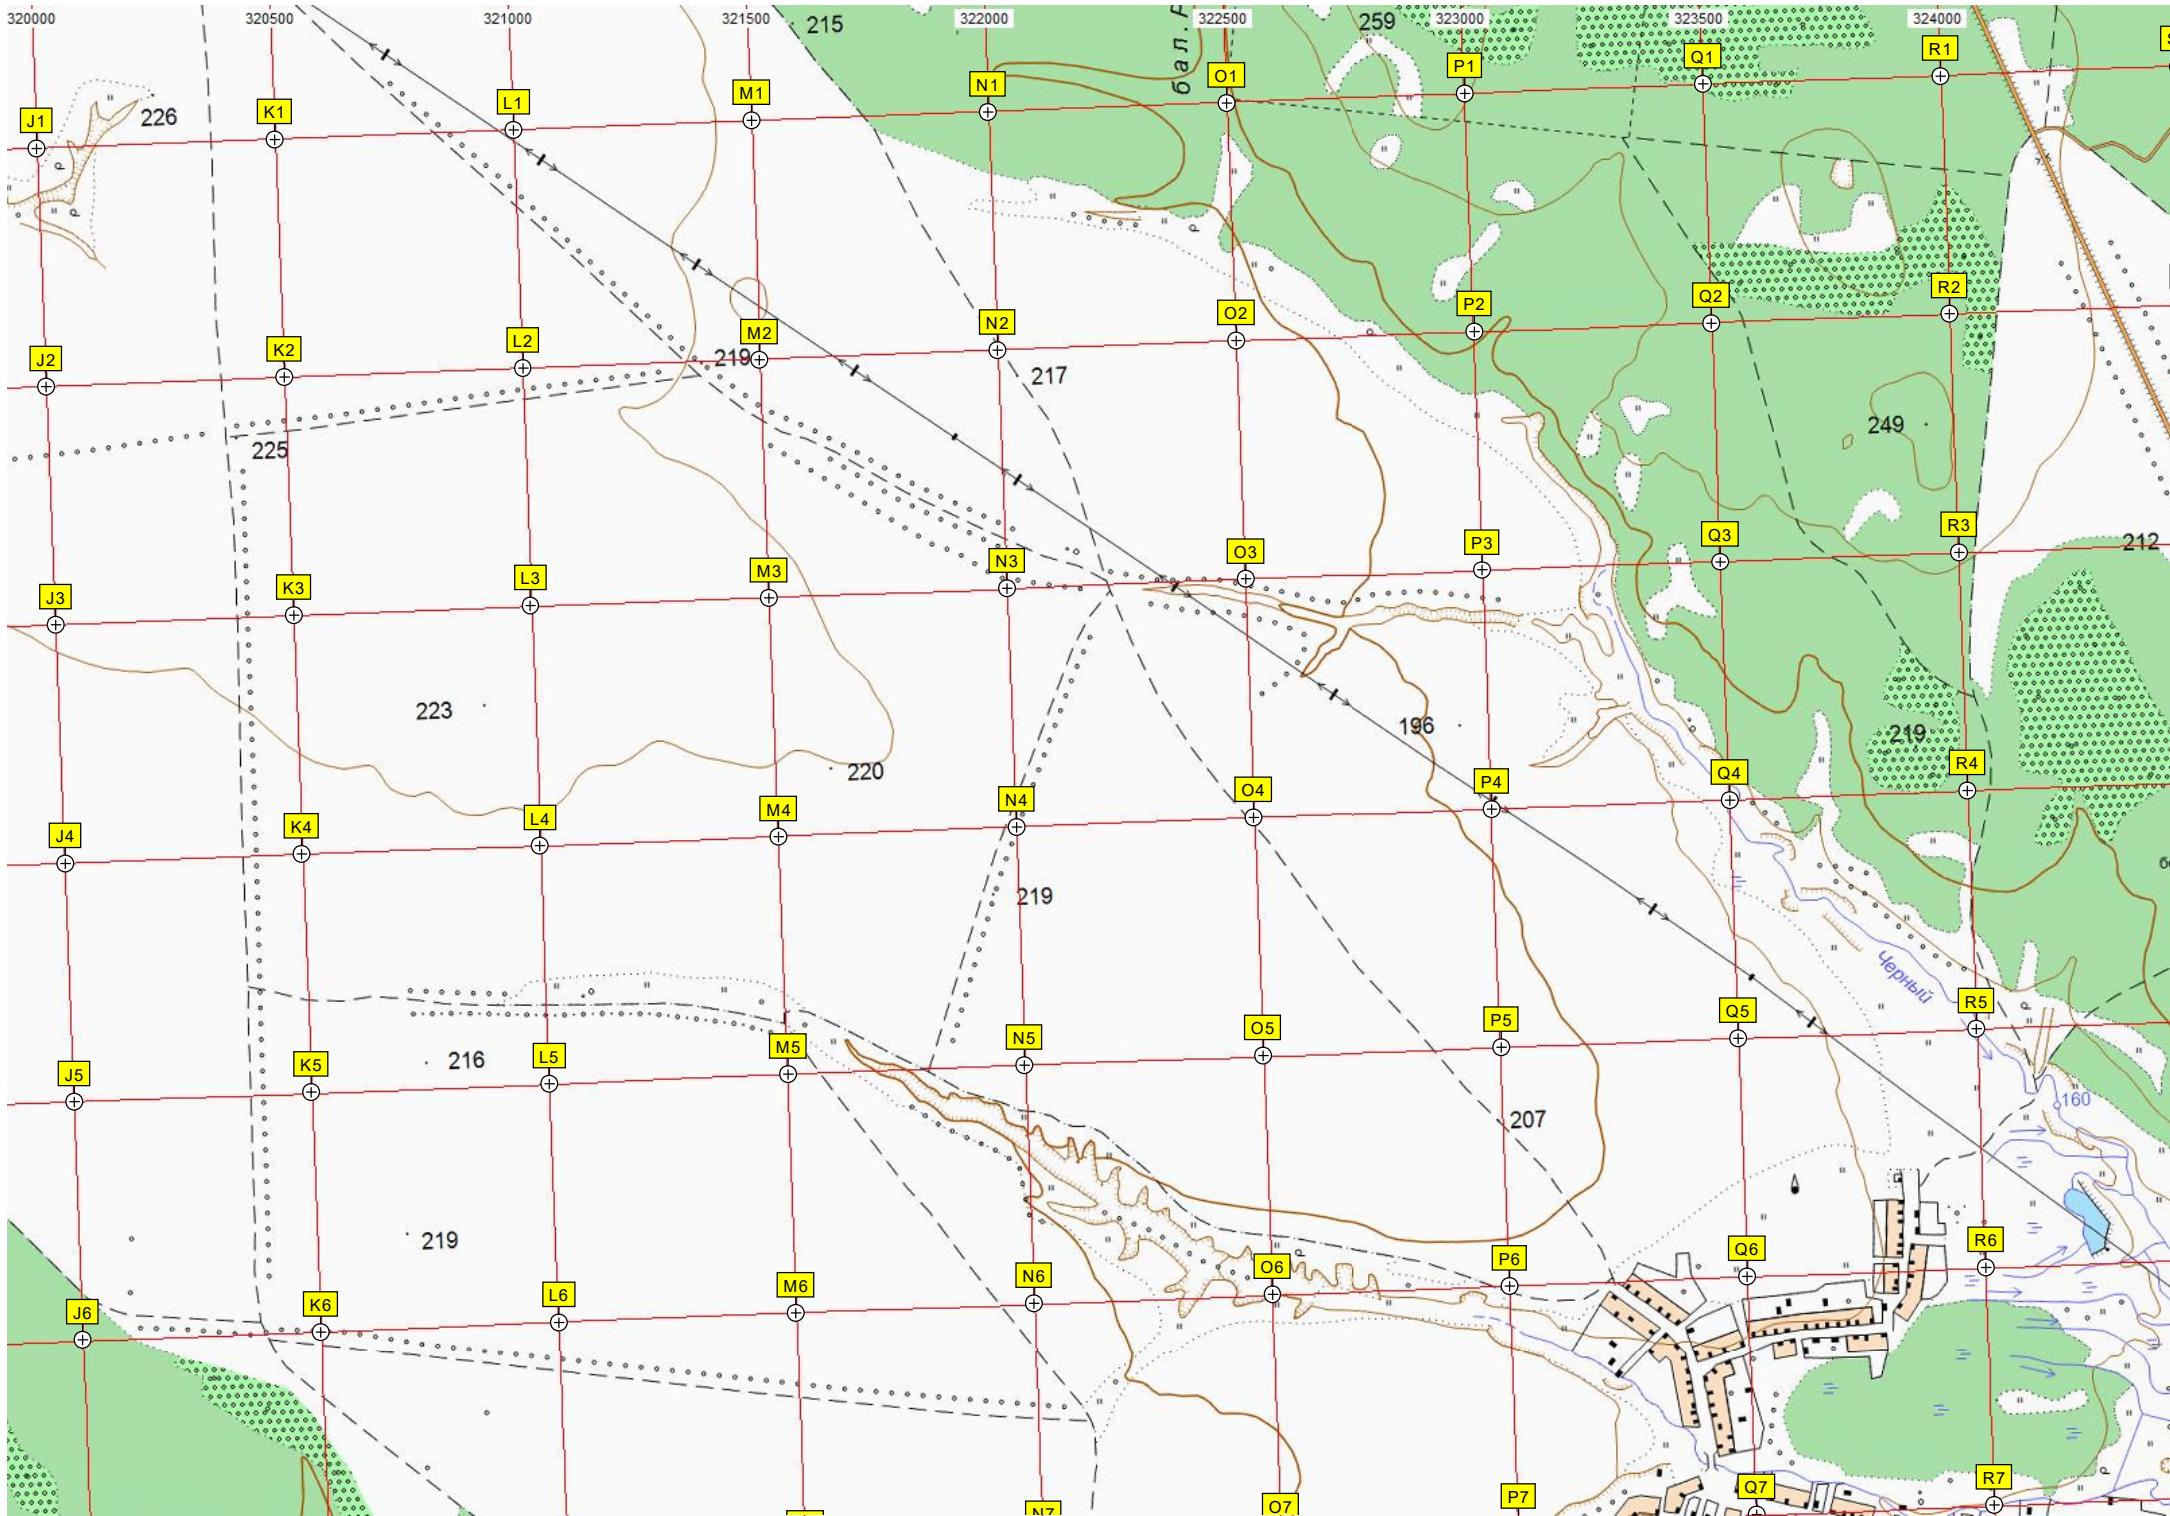 320000 320500 321000 321500 322000 322500 323000 323500 324000
215 бал. 259
J1 226 K1 L1 M1 N1 O1 P1 Q1 R1
J2 K2 L2 M2 N2 O2 P2 Q2 R2
219 217
225 249
J3 K3 L3 M3 N3 O3 P3 Q3 R3 212
223 196 219
220
J4 K4 L4 M4 N4 O4 P4 Q4 R4
219
Черный
J5 K5 L5 M5 N5 O5 P5 Q5 R5
216 160
207
219
J6 K6 L6 M6 N6 O6 P6 Q6 R6
N7 O7 P7 Q7 R7